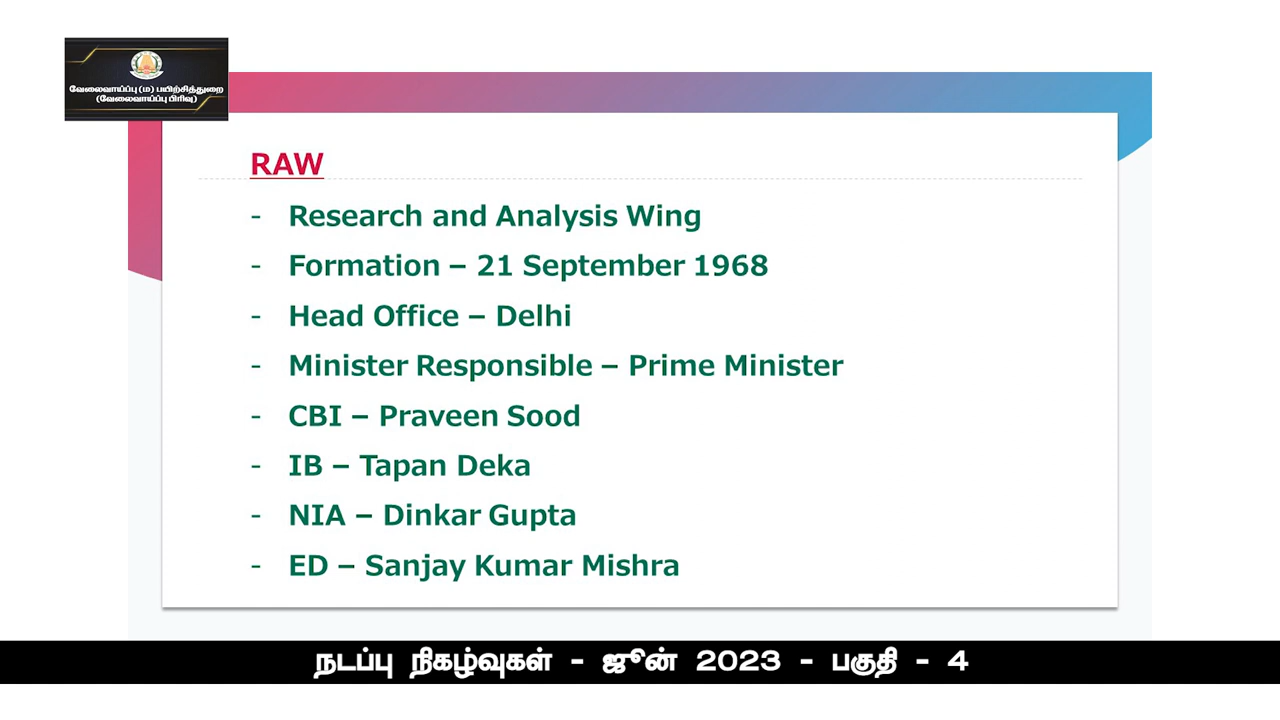 வேலைவாய்ப்பு (ம) பயிற்சித்துறை
(வேலைவாய்ப்பு பிரிவு)
RAW
- Research and Analysis Wing
- Formation – 21 September 1968
- Head Office – Delhi
- Minister Responsible – Prime Minister
- CBI – Praveen Sood
- IB – Tapan Deka
- NIA – Dinkar Gupta
- ED – Sanjay Kumar Mishra
நடப்பு நிகழ்வுகள் - ஜூன் 2023 - பகுதி - 4